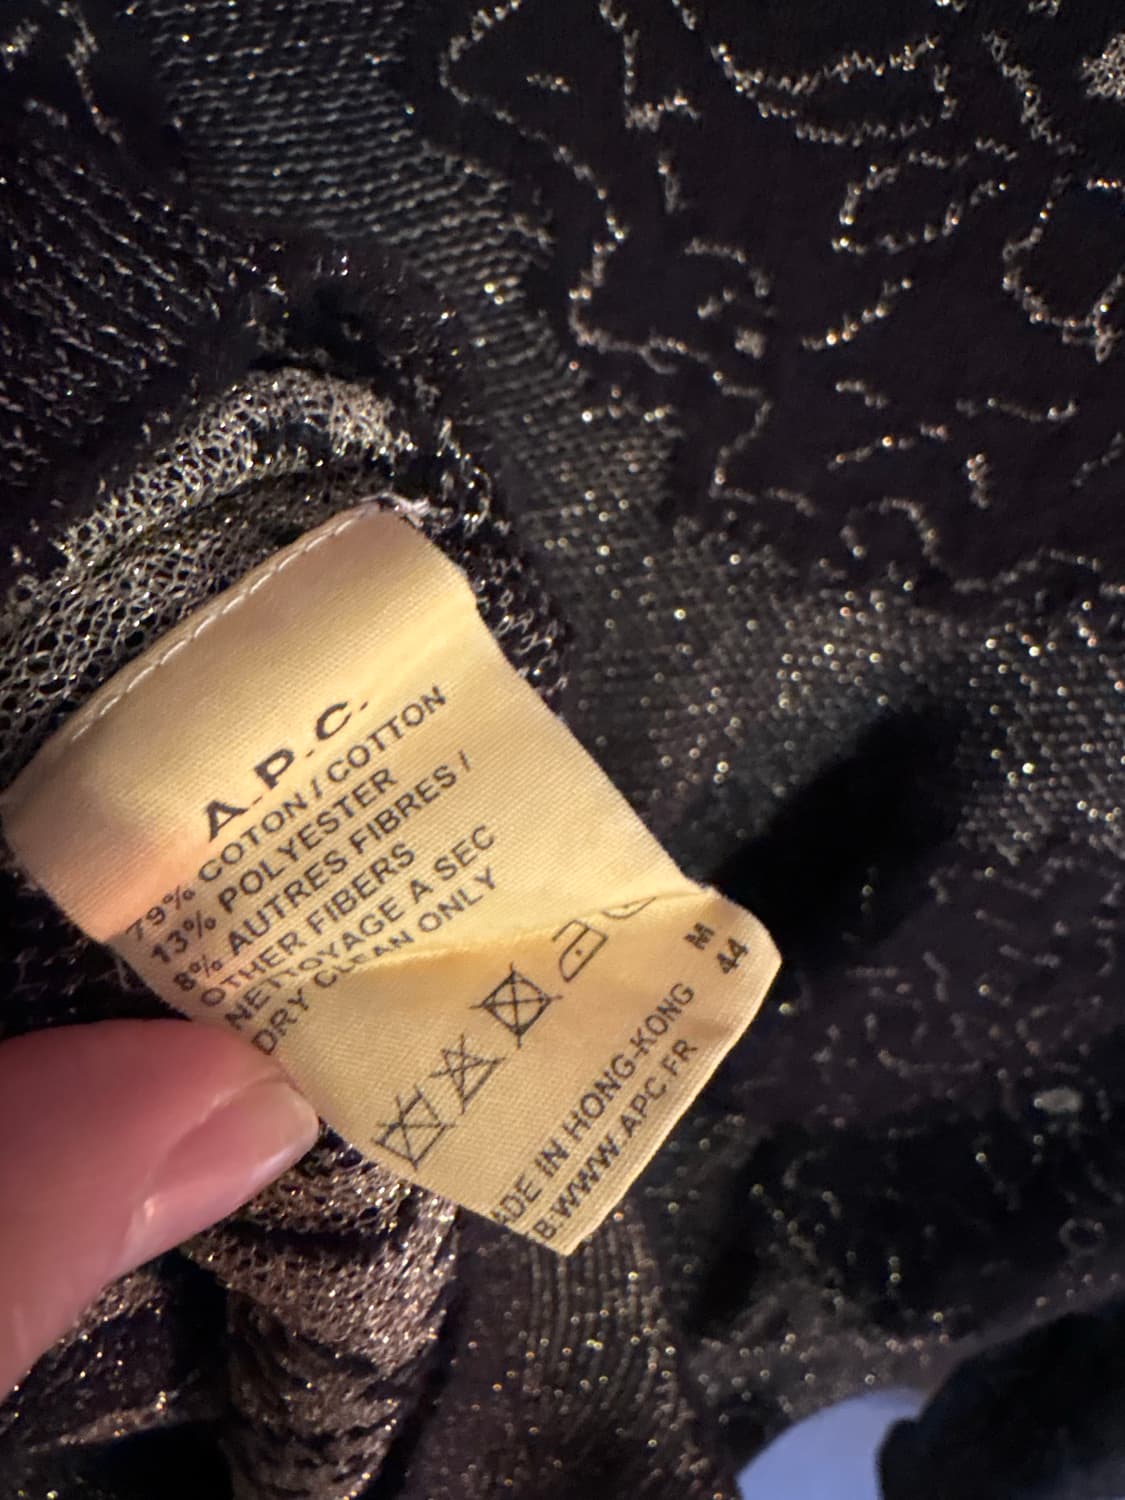 A.P.C.
79% COTON / COTTON
13% POLYESTER
8% AUTRES FIBRES /
OTHER FIBERS
NETTOYAGE A SEC
DRY CLEAN ONLY
M
44
ADE IN HONG-KONG
B:WWW.APC.FR